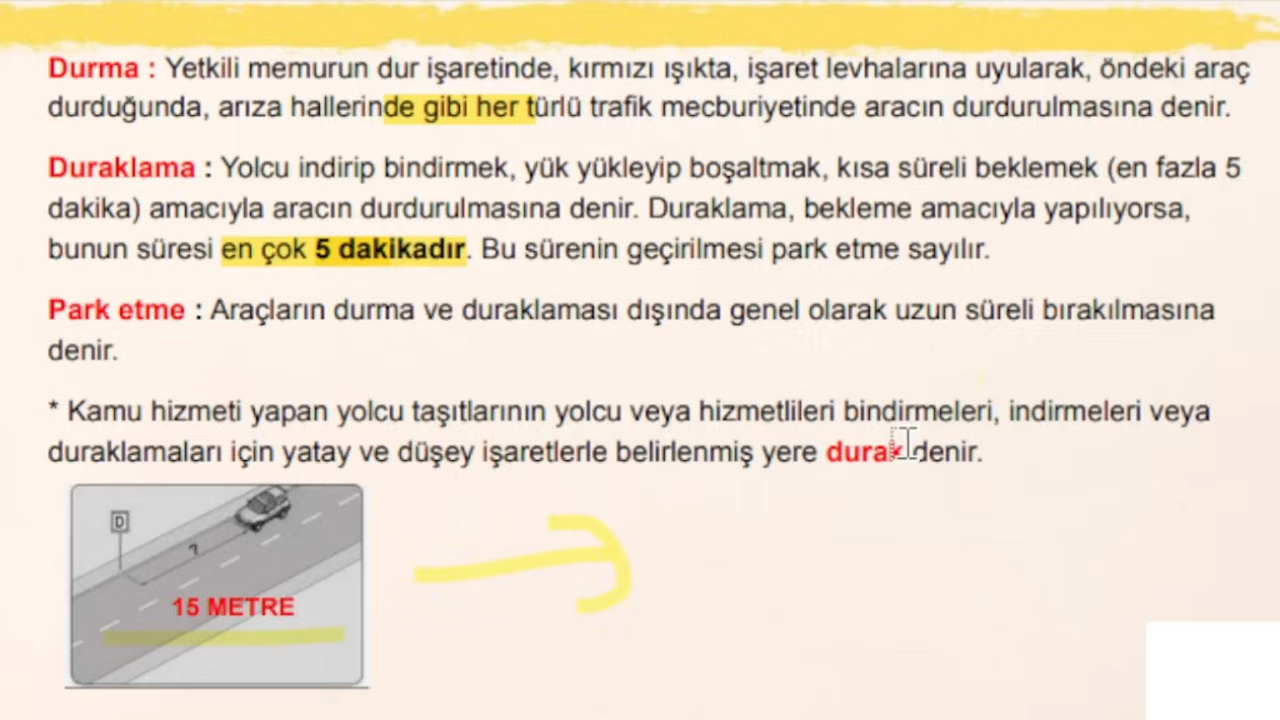 Durma : Yetkili memurun dur işaretinde, kırmızı ışıkta, işaret levhalarına uyularak, öndeki araç
durduğunda, arıza hallerinde gibi her türlü trafik mecburiyetinde aracın durdurulmasına denir.
Duraklama : Yolcu indirip bindirmek, yük yükleyip boşaltmak, kısa süreli beklemek (en fazla 5
dakika) amacıyla aracın durdurulmasına denir. Duraklama, bekleme amacıyla yapılıyorsa,
bunun süresi en çok 5 dakikadır. Bu sürenin geçirilmesi park etme sayılır.
Park etme : Araçların durma ve duraklaması dışında genel olarak uzun süreli bırakılmasına
denir.
* Kamu hizmeti yapan yolcu taşıtlarının yolcu veya hizmetlileri bindirmeleri, indirmeleri veya
duraklamaları için yatay ve düşey işaretlerle belirlenmiş yere durak denir.
D
?
15 METRE